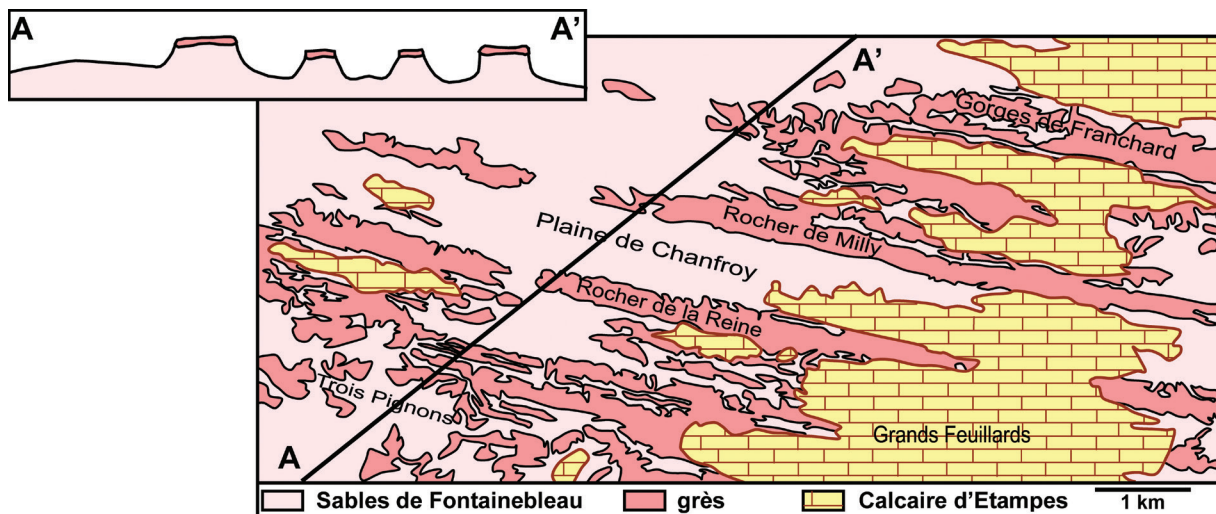 A A'
A'
Gorges de Franchard
Rocher de Milly
Plaine de Chanfroy
Rocher de la Reine
Trois Pignons
Grands Feuillards
A
Sables de Fontainebleau grès Calcaire d'Etampes 1 km